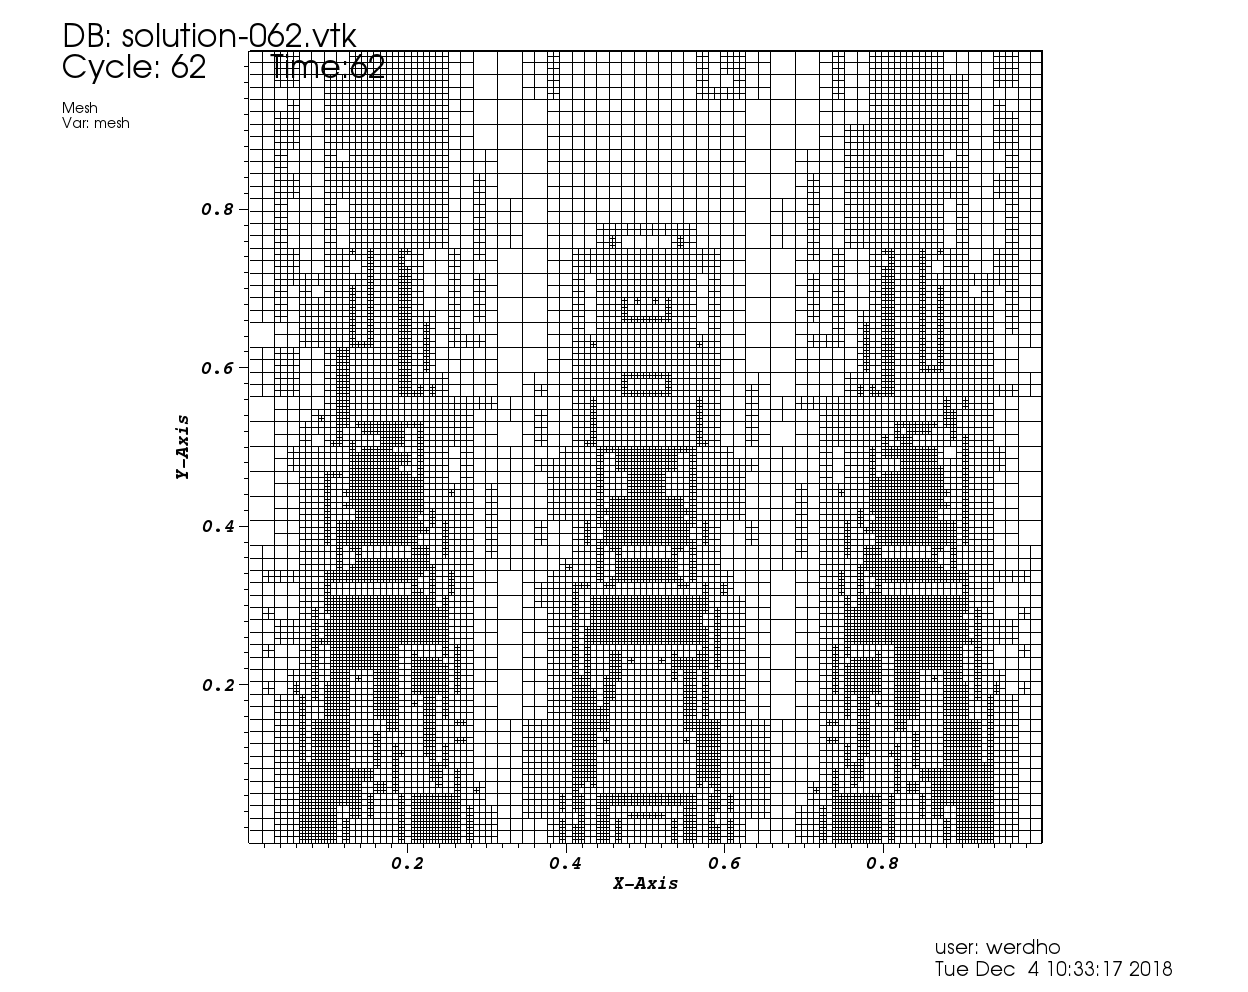 DB: solution-062.vtk
Cycle: 62 Time:62
Mesh
Var: mesh
0.8
0.6
0.4
0.2
Y-Axis
0.2 0.4 0.6 0.8
X-Axis
user: werdho
Tue Dec 4 10:33:17 2018